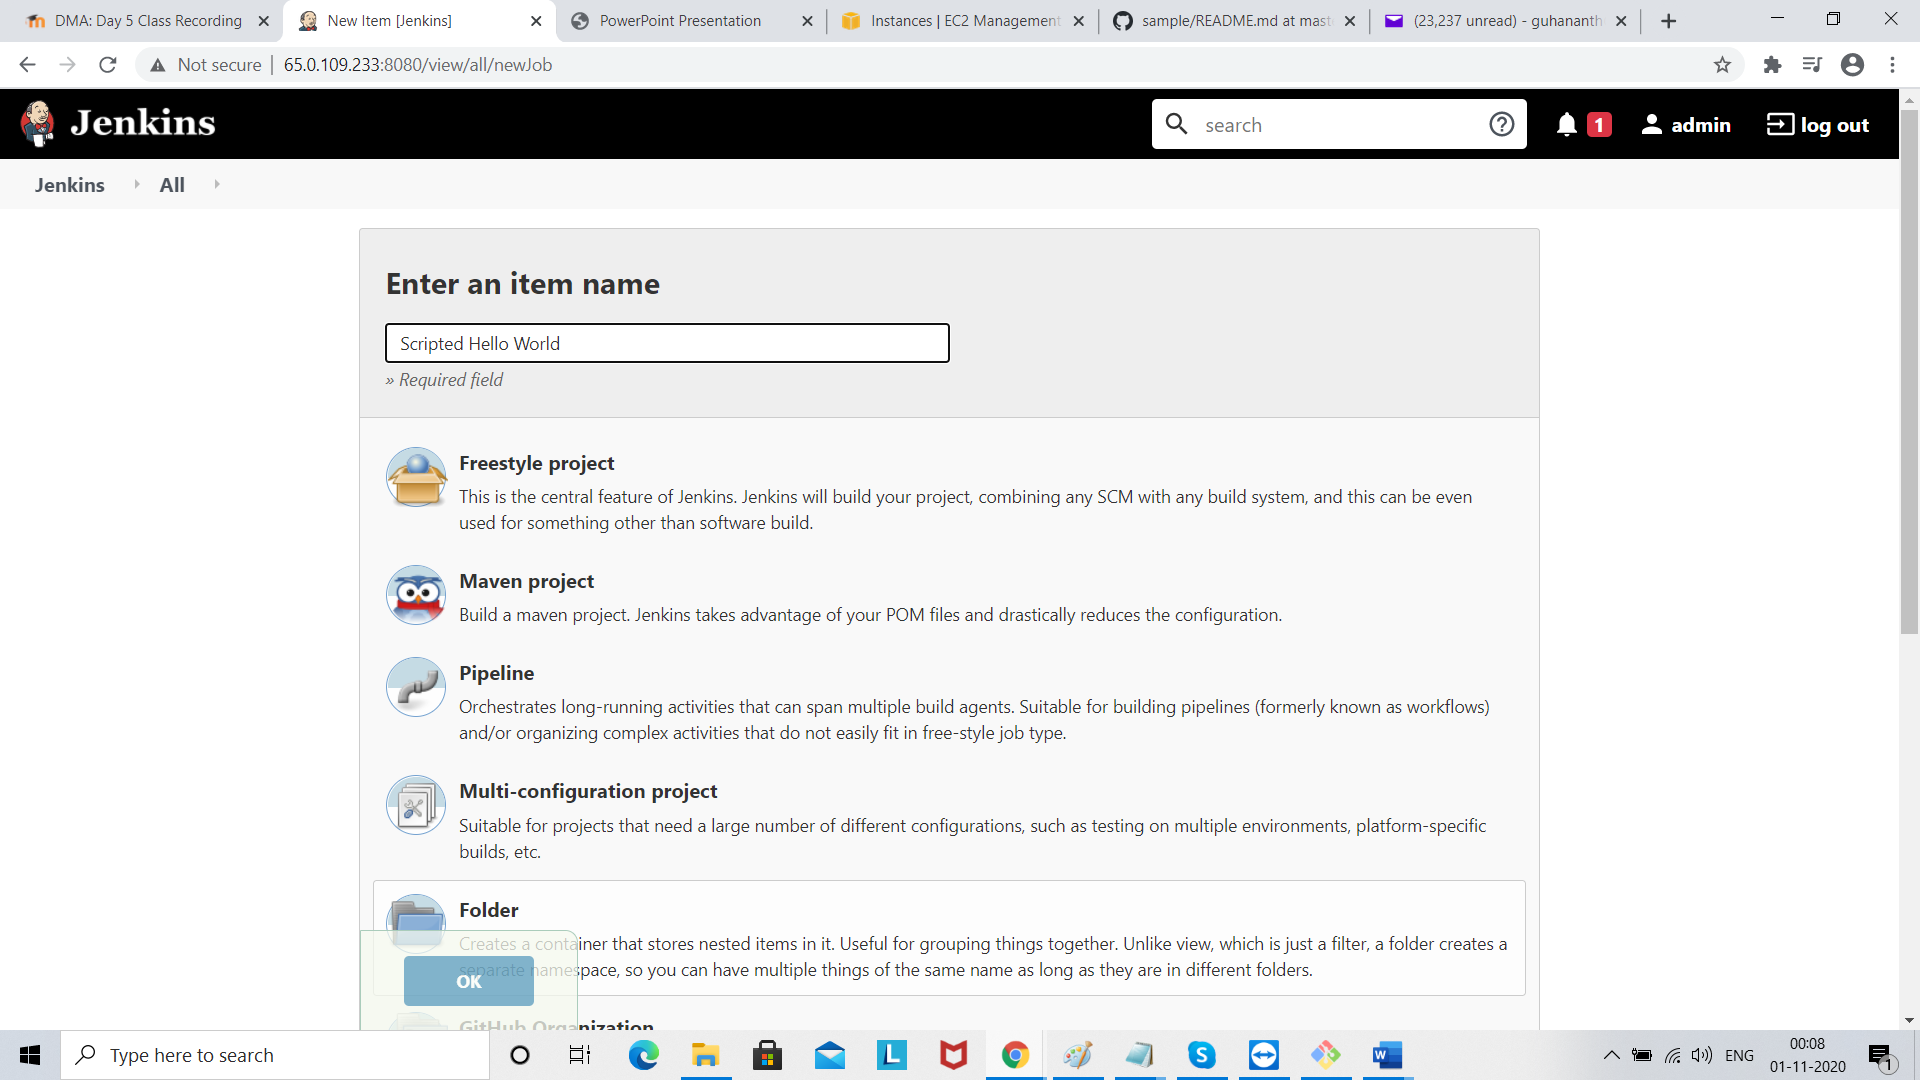 DMA: Day 5 Class Recording
New Item [Jenkins]
PowerPoint Presentation
Instances | EC2 Management
sample/README.md at mast
(23,237 unread) - guhananth
Not secure
65.0.109.233:8080/view/all/newJob
Jenkins
search
1
admin
log out
Jenkins
All
Enter an item name
Scripted Hello World
» Required field
Freestyle project
This is the central feature of Jenkins. Jenkins will build your project, combining any SCM with any build system, and this can be even
used for something other than software build.
Maven project
Build a maven project. Jenkins takes advantage of your POM files and drastically reduces the configuration.
Pipeline
Orchestrates long-running activities that can span multiple build agents. Suitable for building pipelines (formerly known as workflows)
and/or organizing complex activities that do not easily fit in free-style job type.
Multi-configuration project
Suitable for projects that need a large number of different configurations, such as testing on multiple environments, platform-specific
builds, etc.
Folder
Creates a container that stores nested items in it. Useful for grouping things together. Unlike view, which is just a filter, a folder creates a
separate namespace, so you can have multiple things of the same name as long as they are in different folders.
OK
GitHub Organization
Type here to search
L
S
W
ENG
00:08
01-11-2020
1